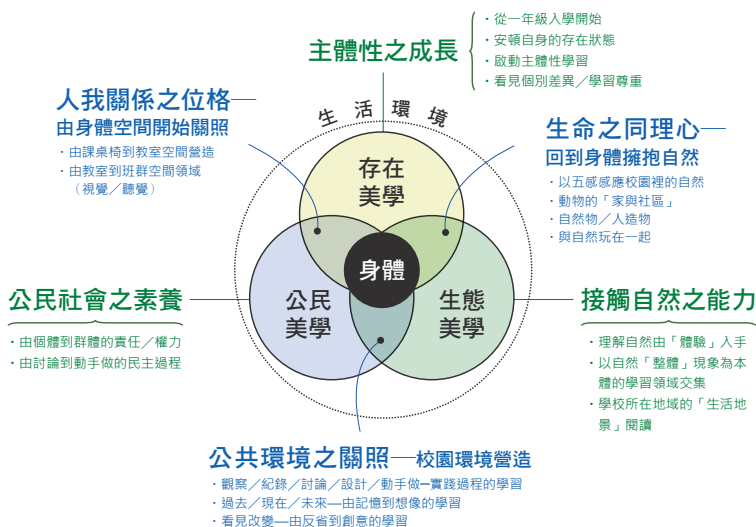 主體性之成長
・從一年級入學開始
・安頓自身的存在狀態
・啟動主體性學習
・看見個別差異／學習尊重
人我關係之位格
由身體空間開始關照
・由課桌椅到教室空間營造
・由教室到班群空間領域
（視覺／聽覺）
生活環境
生命之同理心
回到身體擁抱自然
・以五感感應校園裡的自然
・動物的「家與社區」
・自然物／人造物
・與自然玩在一起
存在
美學
身體
公民
美學
生態
美學
公民社會之素養
・由個體到群體的責任／權力
・由討論到動手做的民主過程
接觸自然之能力
・理解自然由「體驗」入手
・以自然「整體」現象為本
體的學習領域交集
・學校所在地域的「生活地
景」閱讀
公共環境之關照—校園環境營造
・觀察／紀錄／討論／設計／動手做—實踐過程的學習
・過去／現在／未來—由記憶到想像的學習
・看見改變—由反省到創意的學習